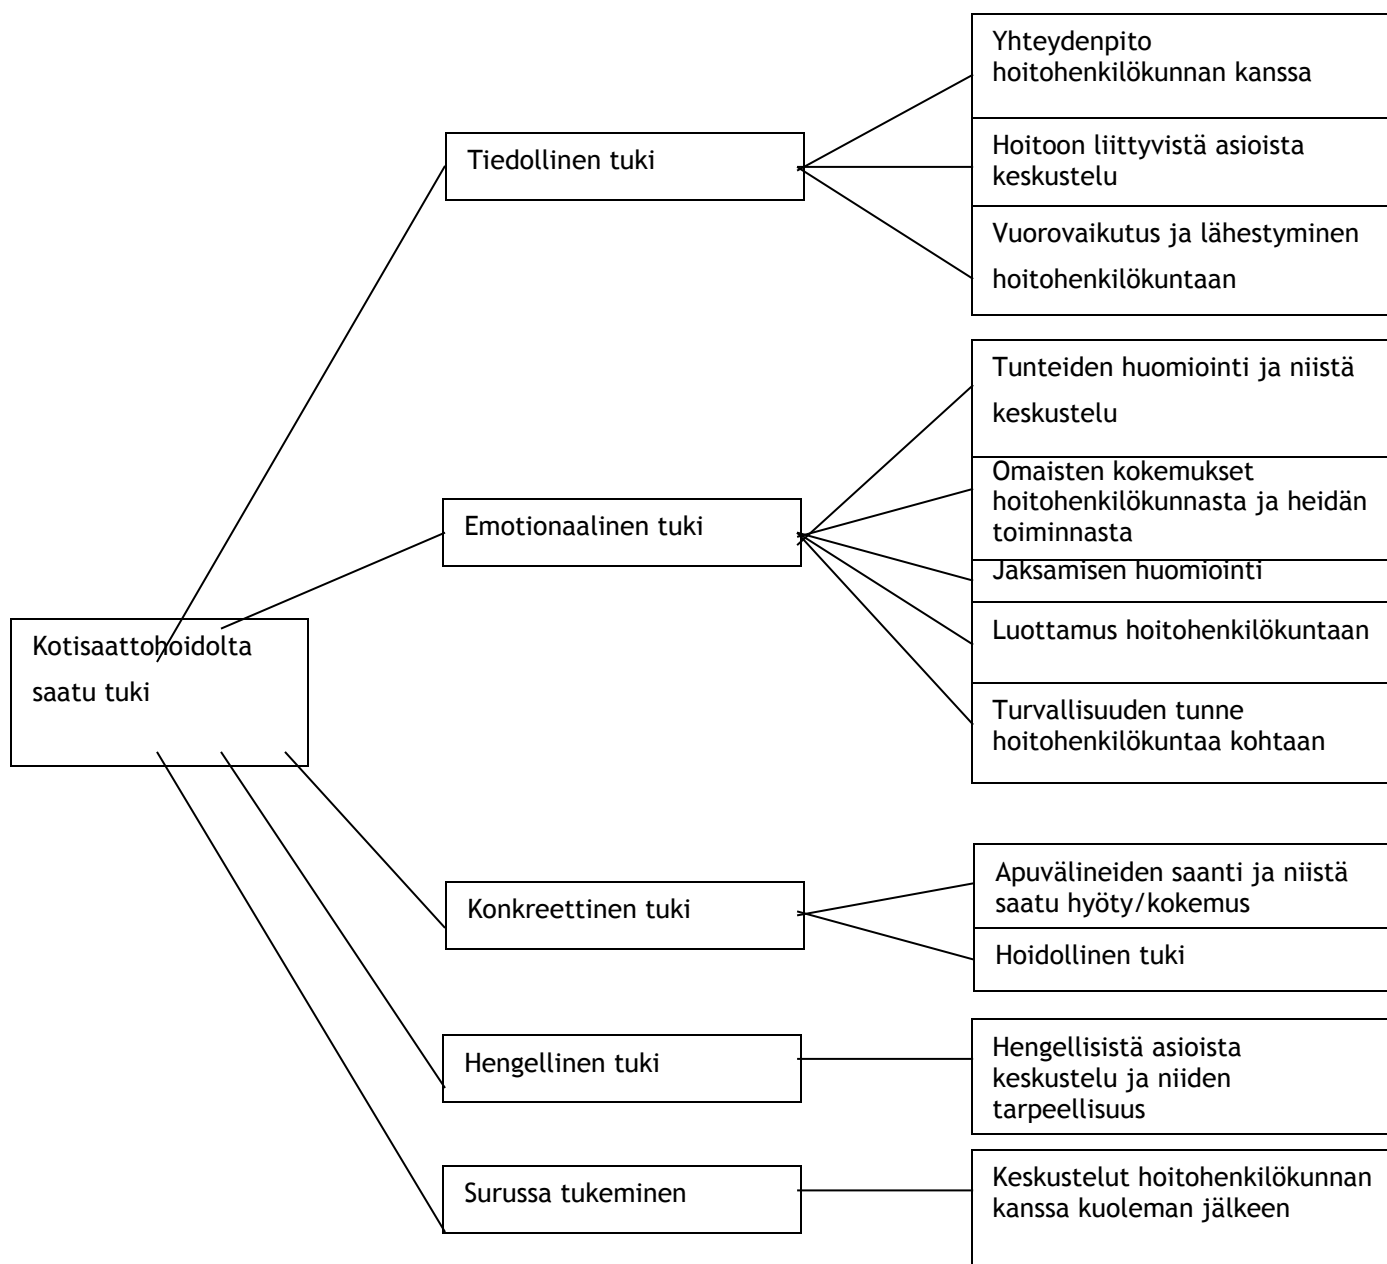 Yhteydenpito
hoitohenkilökunnan kanssa
Hoitoon liittyvistä asioista
keskustelu
Vuorovaikutus ja lähestyminen
hoitohenkilökuntaan
Tiedollinen tuki
Tunteiden huomiointi ja niistä
keskustelu
Omaisten kokemukset
hoitohenkilökunnasta ja heidän
toiminnasta
Jaksamisen huomiointi
Luottamus hoitohenkilökuntaan
Turvallisuuden tunne
hoitohenkilökuntaa kohtaan
Emotionaalinen tuki
Kotisaattohoidolta
saatu tuki
Apuvälineiden saanti ja niistä
saatu hyöty/kokemus
Hoidollinen tuki
Konkreettinen tuki
Hengellisistä asioista
keskustelu ja niiden
tarpeellisuus
Hengellinen tuki
Keskustelut hoitohenkilökunnan
kanssa kuoleman jälkeen
Surussa tukeminen